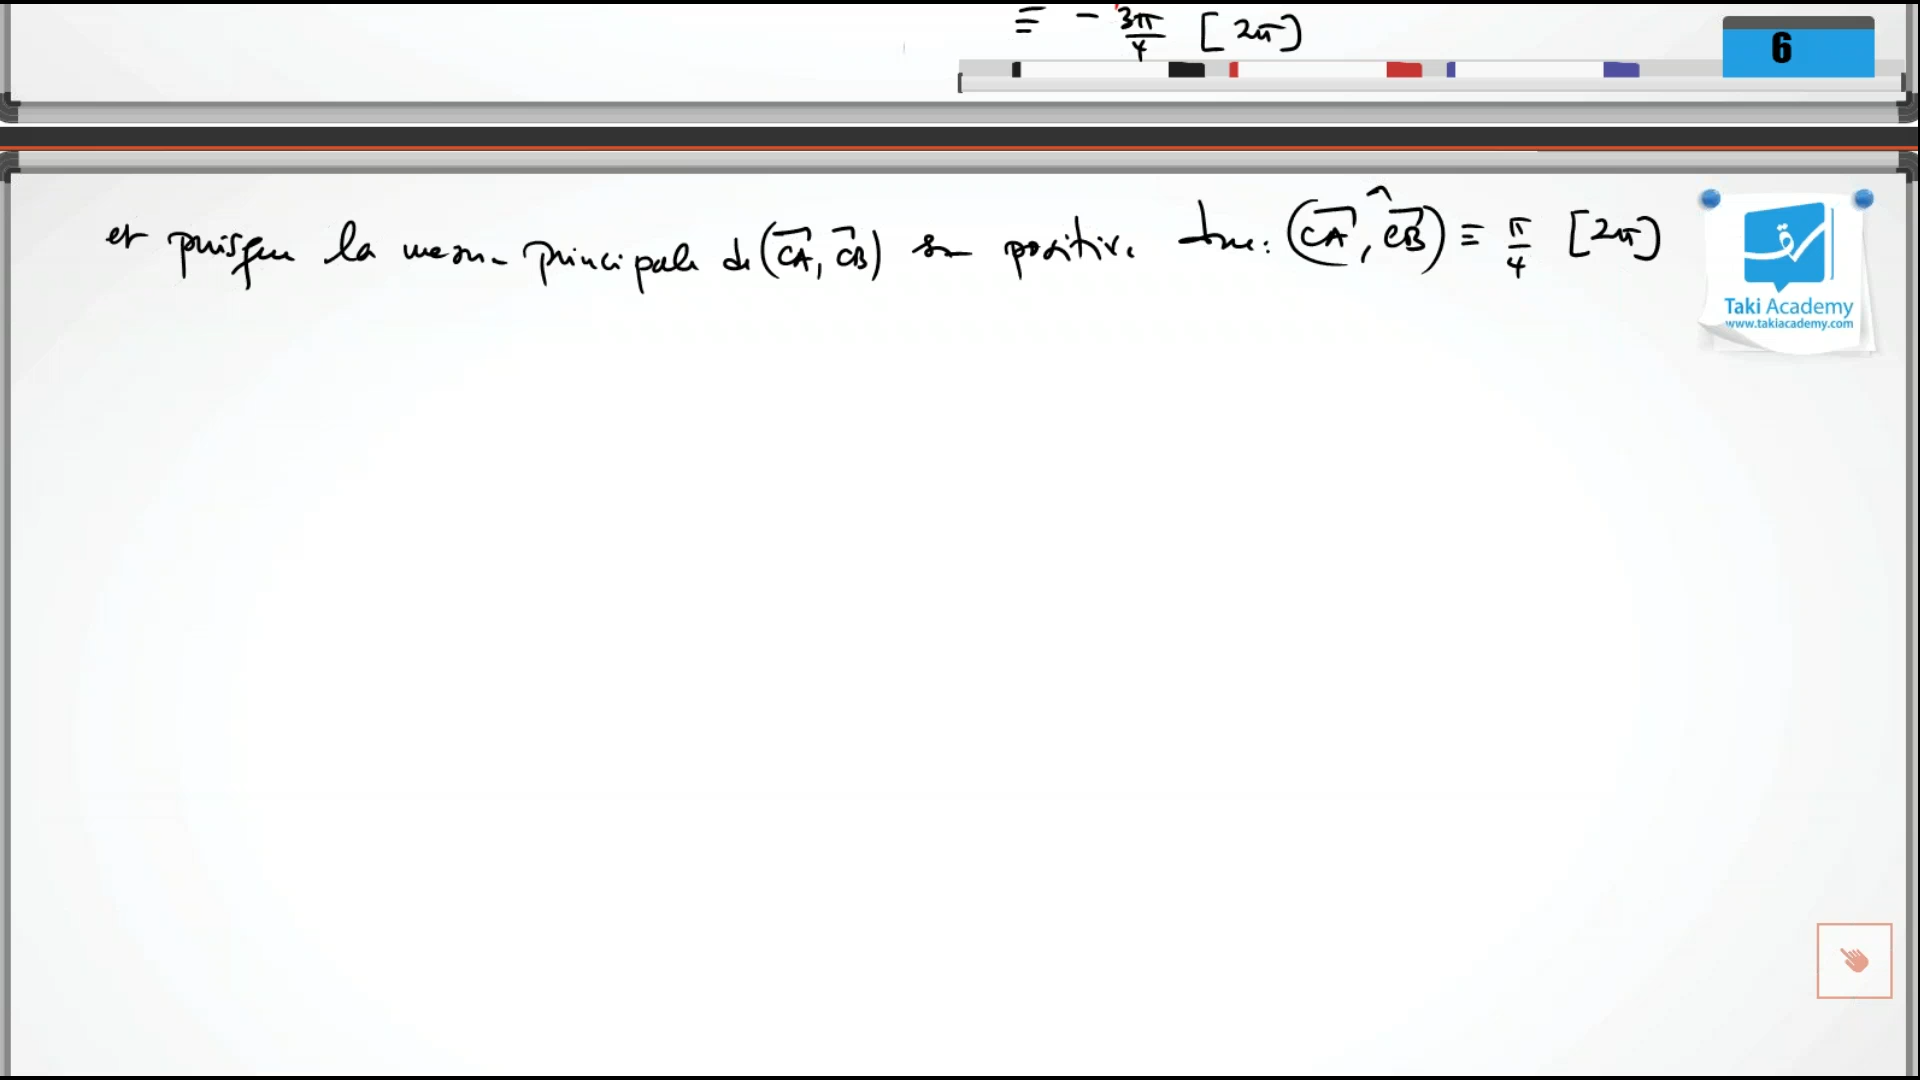 ≡ - 3π/4 [2π]
6
et puisque la mesure principale de (CA, CB) est positive donc: (CA, CB) ≡ π/4 [2π]
Taki Academy
www.takiacademy.com